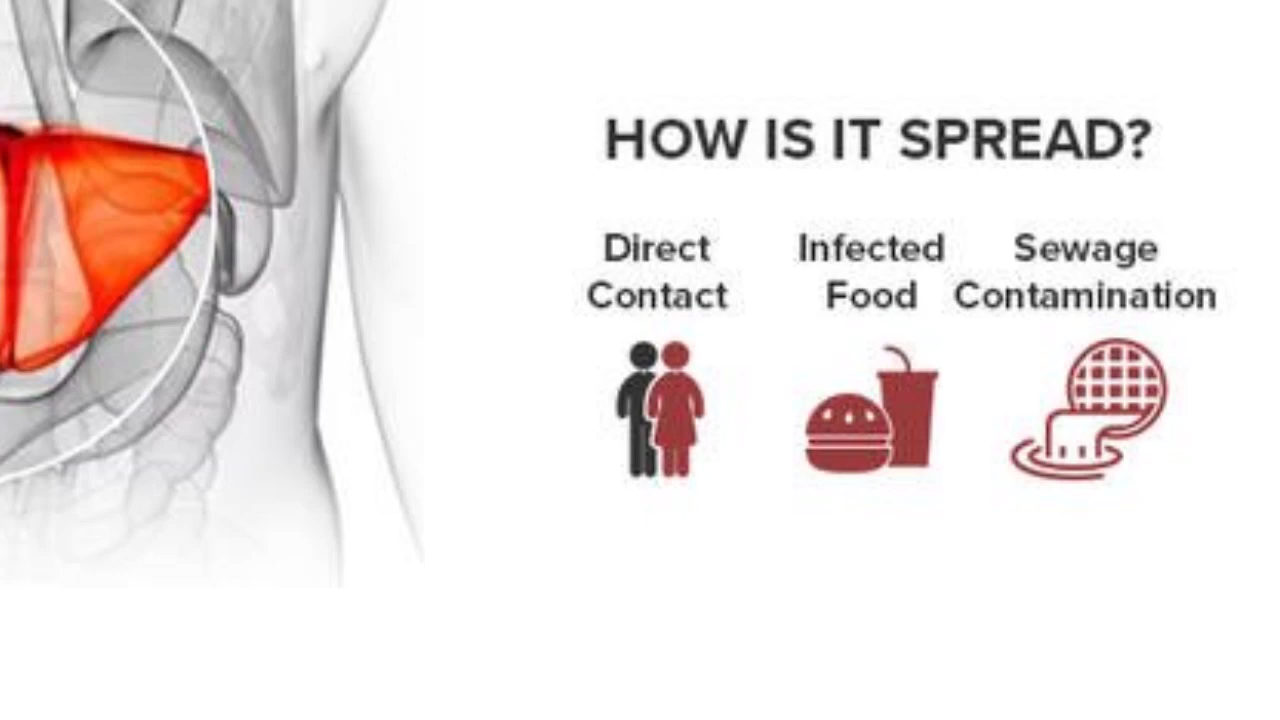 HOW IS IT SPREAD?
Direct
Contact
Infected
Food
Sewage
Contamination